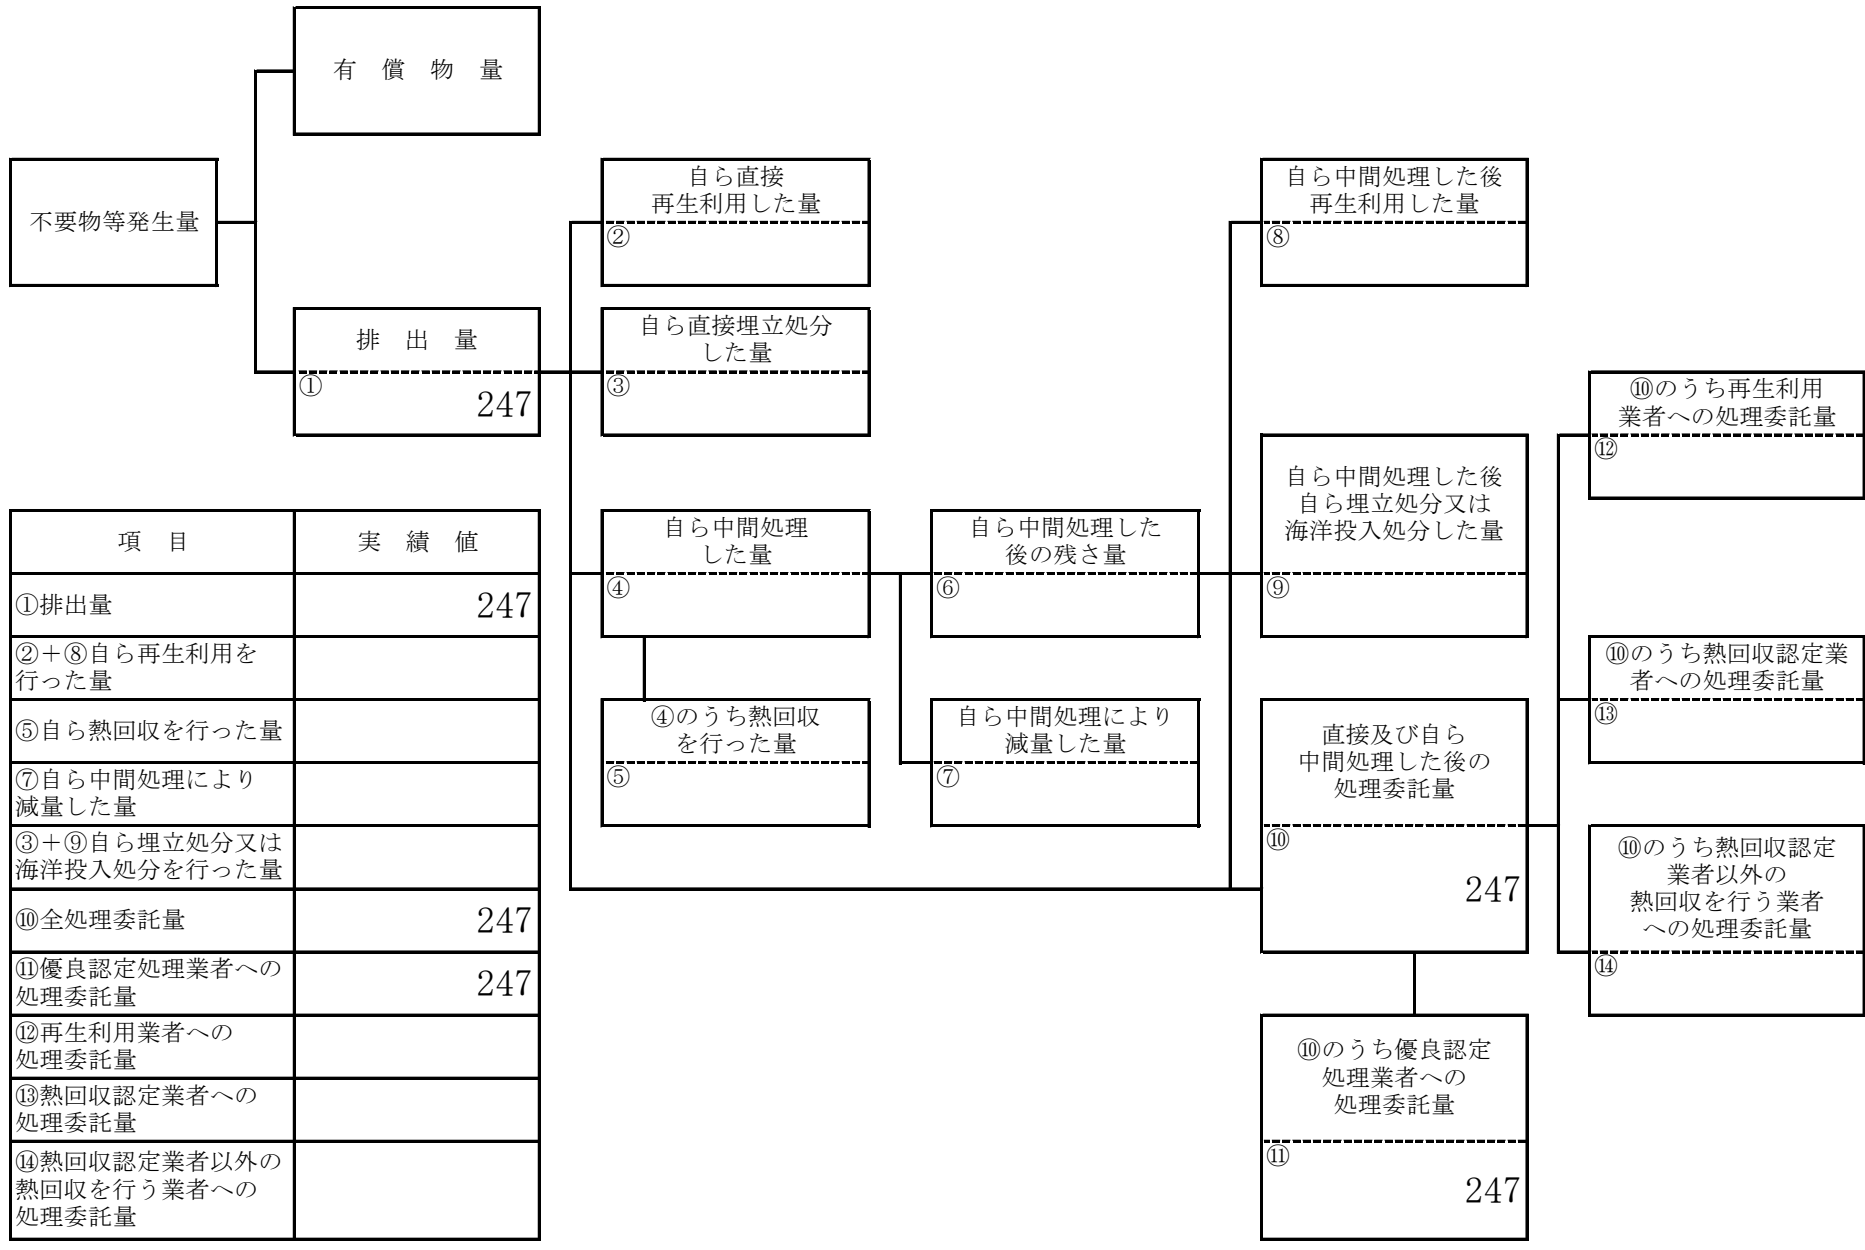 有 償 物 量
不要物等発生量
排 出 量
①
247
自ら直接
再生利用した量
②
自ら直接埋立処分
した量
③
自ら中間処理
した量
④
④のうち熱回収
を行った量
⑤
自ら中間処理した
後の残さ量
⑥
自ら中間処理により
減量した量
⑦
自ら中間処理した後
再生利用した量
⑧
自ら中間処理した後
自ら埋立処分又は
海洋投入処分した量
⑨
直接及び自ら
中間処理した後の
処理委託量
⑩
247
⑩のうち優良認定
処理業者への
処理委託量
⑪
247
⑩のうち再生利用
業者への処理委託量
⑫
⑩のうち熱回収認定業
者への処理委託量
⑬
⑩のうち熱回収認定
業者以外の
熱回収を行う業者
への処理委託量
⑭
項 目 実 績 値
①排出量 247
②+⑧自ら再生利用を
行った量
⑤自ら熱回収を行った量
⑦自ら中間処理により
減量した量
③+⑨自ら埋立処分又は
海洋投入処分を行った量
⑩全処理委託量 247
⑪優良認定処理業者への
処理委託量 247
⑫再生利用業者への
処理委託量
⑬熱回収認定業者への
処理委託量
⑭熱回収認定業者以外の
熱回収を行う業者への
処理委託量